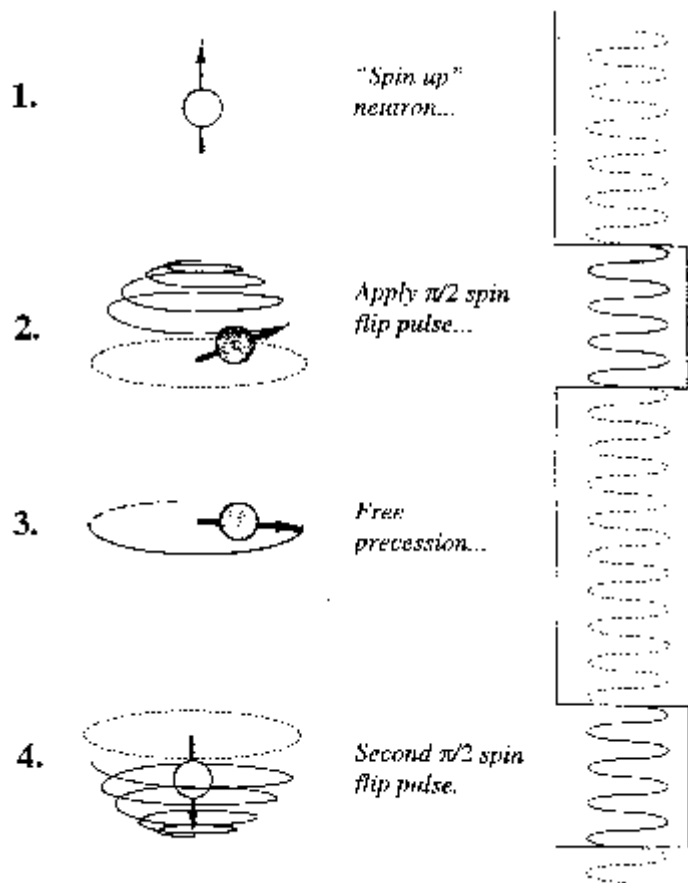 1.
"Spin up"
neutron...
2.
Apply π/2 spin
flip pulse...
3.
Free
precession...
4.
Second π/2 spin
flip pulse.